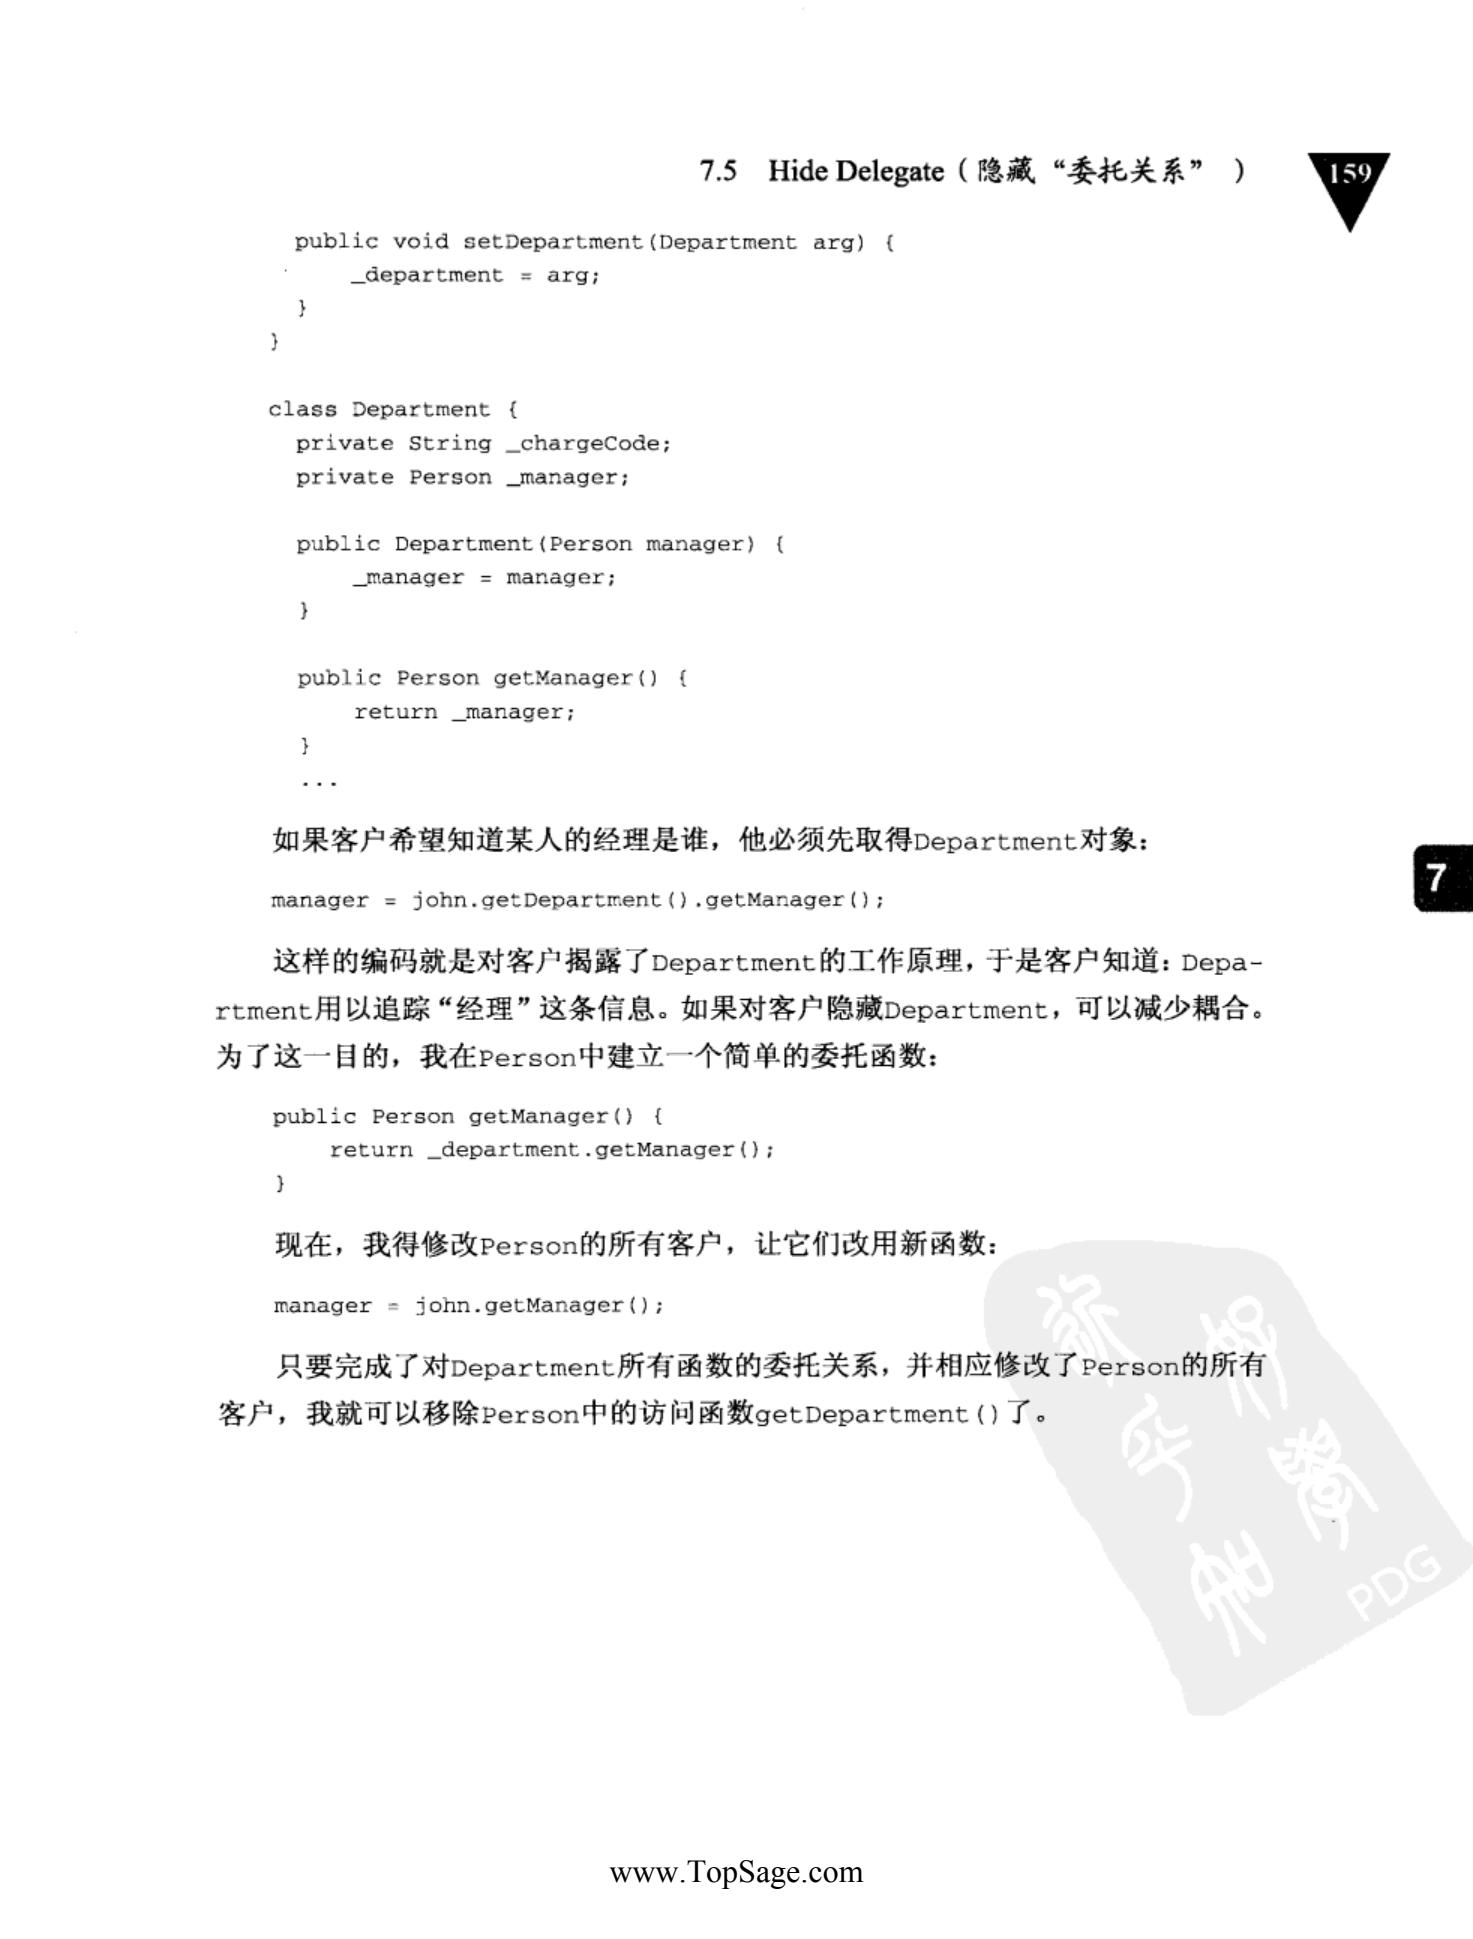 7.5 Hide Delegate（隐藏“委托关系”）
159
public void setDepartment(Department arg) {
_department = arg;
}
}
class Department {
private String _chargeCode;
private Person _manager;
public Department(Person manager) {
_manager = manager;
}
public Person getManager() {
return _manager;
}
...
如果客户希望知道某人的经理是谁，他必须先取得Department对象：
7
manager = john.getDepartment().getManager();
这样的编码就是对客户揭露了Department的工作原理，于是客户知道：Depa-
rtment用以追踪“经理”这条信息。如果对客户隐藏Department，可以减少耦合。
为了这一目的，我在Person中建立一个简单的委托函数：
public Person getManager() {
return _department.getManager();
}
现在，我得修改Person的所有客户，让它们改用新函数：
manager = john.getManager();
只要完成了对Department所有函数的委托关系，并相应修改了Person的所有
客户，我就可以移除Person中的访问函数getDepartment()了。
PDG
www.TopSage.com